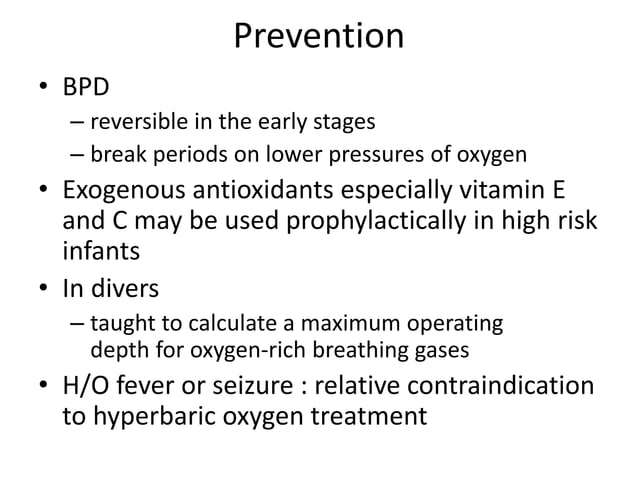 Prevention
• BPD
– reversible in the early stages
– break periods on lower pressures of oxygen
• Exogenous antioxidants especially vitamin E
and C may be used prophylactically in high risk
infants
• In divers
– taught to calculate a maximum operating
depth for oxygen-rich breathing gases
• H/O fever or seizure : relative contraindication
to hyperbaric oxygen treatment